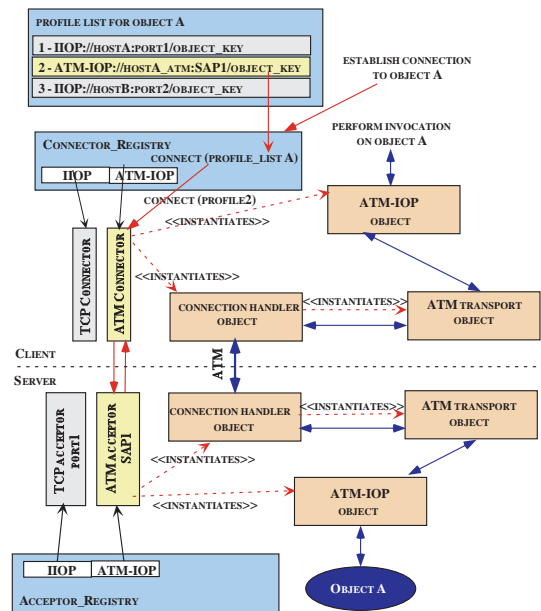 PROFILE LIST FOR OBJECT A
1 - IIOP://HOSTA:PORT1/OBJECT_KEY
2 - ATM-IOP://HOSTA_ATM:SAP1/OBJECT_KEY
3 - IIOP://HOSTB:PORT2/OBJECT_KEY
ESTABLISH CONNECTION
TO OBJECT A
CONNECTOR_REGISTRY
CONNECT (PROFILE_LIST A)
IIOP
ATM-IOP
PERFORM INVOCATION
ON OBJECT A
CONNECT (PROFILE2)
<<INSTANTIATES>>
ATM-IOP
OBJECT
TCP CONNECTOR
ATM CONNECTOR
<<INSTANTIATES>>
CONNECTION HANDLER
OBJECT
<<INSTANTIATES>>
ATM TRANSPORT
OBJECT
CLIENT
SERVER
ATM
TCP ACCEPTOR
PORT1
ATM ACCEPTOR
SAP1
CONNECTION HANDLER
OBJECT
<<INSTANTIATES>>
ATM TRANSPORT
OBJECT
<<INSTANTIATES>>
<<INSTANTIATES>>
ATM-IOP
OBJECT
IIOP
ATM-IOP
ACCEPTOR_REGISTRY
OBJECT A